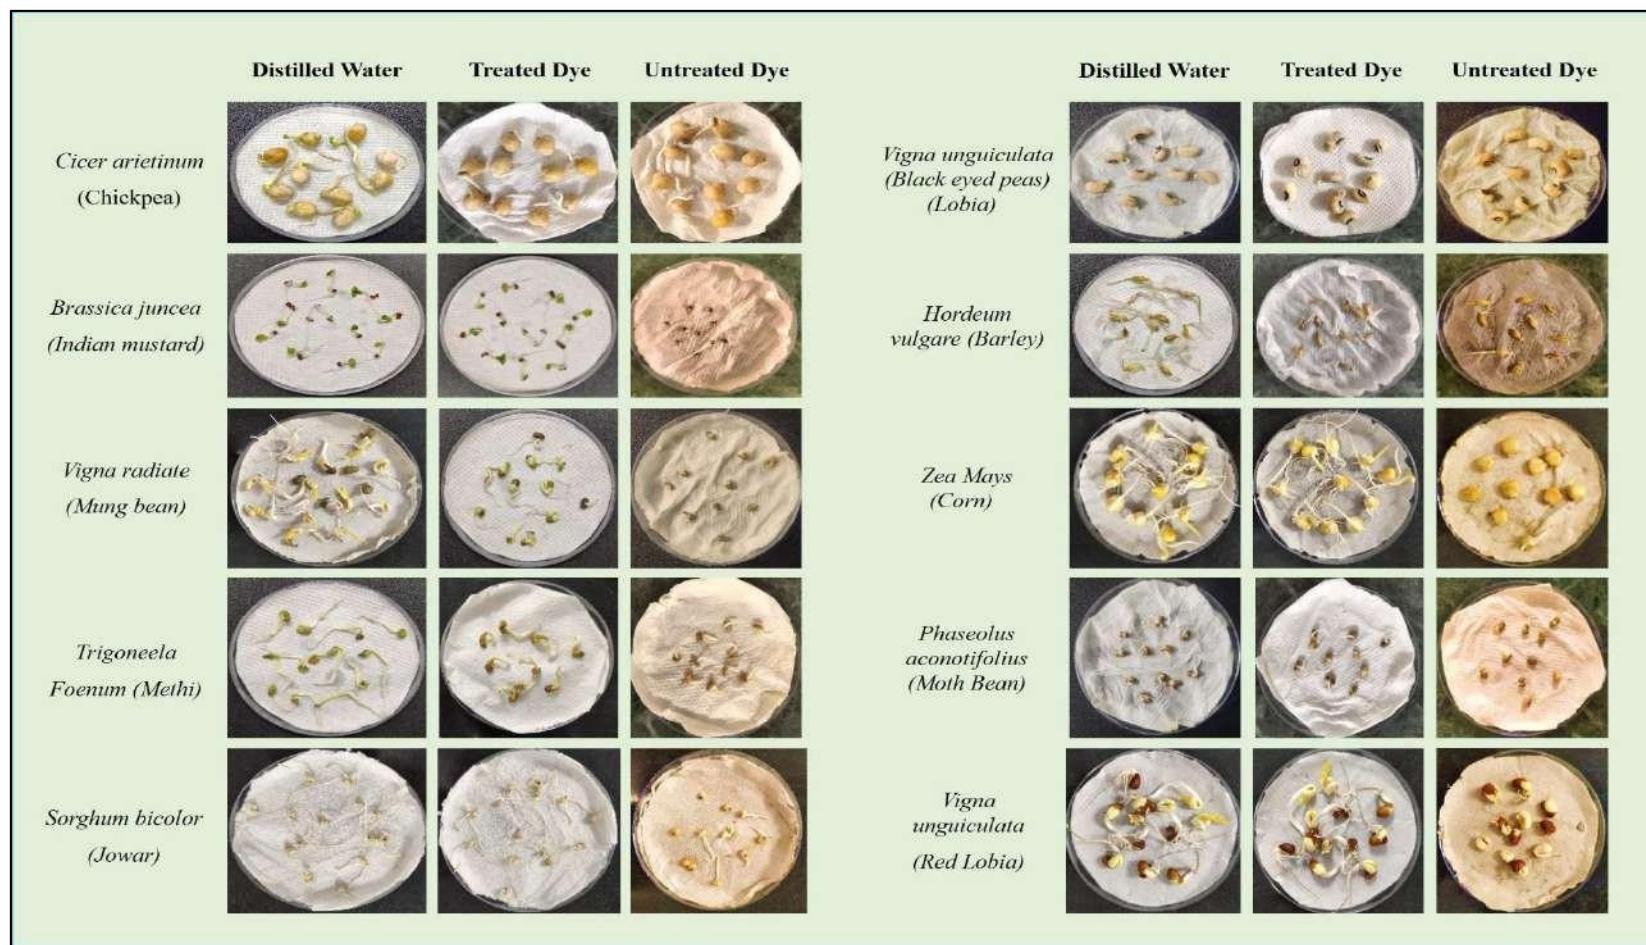 Distilled Water Treated Dye Untreated Dye
Cicer arietinum
(Chickpea)
Brassica juncea
(Indian mustard)
Vigna radiate
(Mung bean)
Trigoneela
Foenum (Methi)
Sorghum bicolor
(Jowar)
Distilled Water Treated Dye Untreated Dye
Vigna unguiculata
(Black eyed peas)
(Lobia)
Hordeum
vulgare (Barley)
Zea Mays
(Corn)
Phaseolus
aconotifolius
(Moth Bean)
Vigna
unguiculata
(Red Lobia)